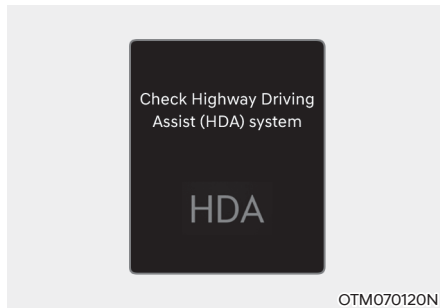 Check Highway Driving
Assist (HDA) system
HDA
OTM070120N